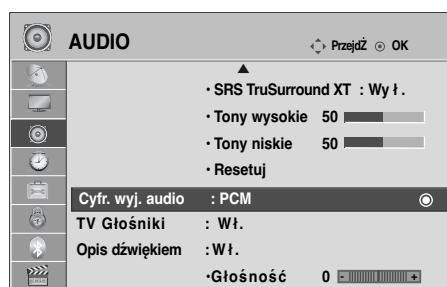 AUDIO PrzejdŹ OK
• SRS TruSurround XT : Wy ł .
• Tony wysokie 50
• Tony niskie 50
• Resetuj
Cyfr. wyj. audio : PCM
TV Głośniki : Wł.
Opis dźwiękiem : Wł.
•Głośność 0 - +